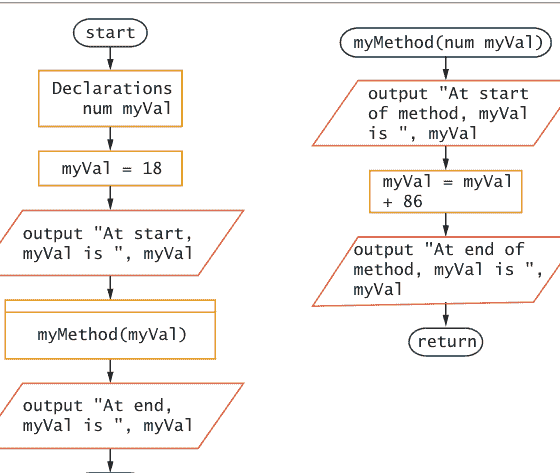 start
Declarations
num myVal
myVal = 18
output "At start,
myVal is ", myVal
myMethod(myVal)
output "At end,
myVal is ", myVal
myMethod(num myVal)
output "At start
of method, myVal
is ", myVal
myVal = myVal
+ 86
output "At end of
method, myVal is ",
myVal
return